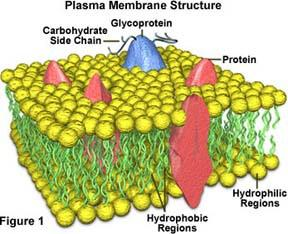 Plasma Membrane Structure
Glycoprotein
Carbohydrate
Side Chain
Protein
Hydrophilic
Regions
Hydrophobic
Regions
Figure 1